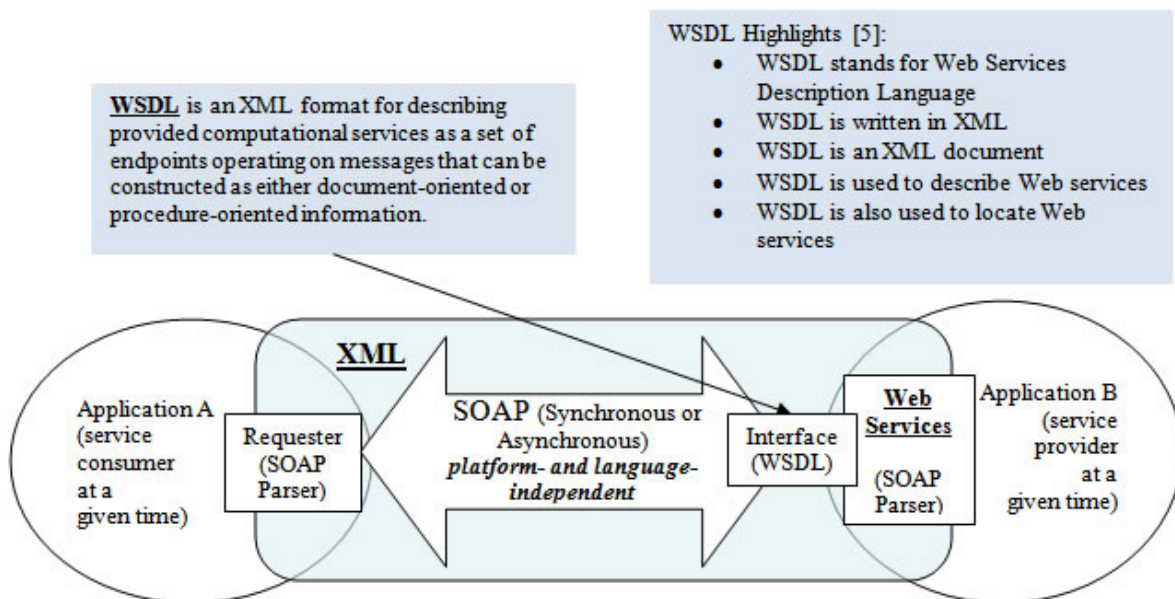 WSDL Highlights [5]:
• WSDL stands for Web Services
Description Language
• WSDL is written in XML
• WSDL is an XML document
• WSDL is used to describe Web services
• WSDL is also used to locate Web
services
WSDL is an XML format for describing
provided computational services as a set of
endpoints operating on messages that can be
constructed as either document-oriented or
procedure-oriented information.
XML
Application A
(service
consumer
at a
given time)
Requester
(SOAP
Parser)
SOAP (Synchronous or
Asynchronous)
platform- and language-
independent
Interface
(WSDL)
Web
Services
(SOAP
Parser)
Application B
(service
provider
at a
given time)